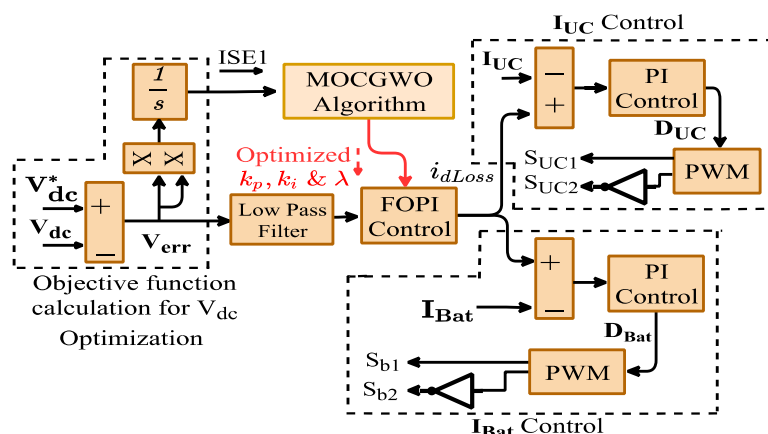 I_UC Control
ISE1
1/s
MOCGWO
Algorithm
I_UC
−
+
PI
Control
D_UC
X X
Optimized
k_p, k_i & λ
i_dLoss
S_UC1
S_UC2
PWM
V*_dc
V_dc
+
−
V_err
Low Pass
Filter
FOPI
Control
Objective function
calculation for V_dc
Optimization
+
−
I_Bat
PI
Control
D_Bat
S_b1
S_b2
PWM
I_Bat Control